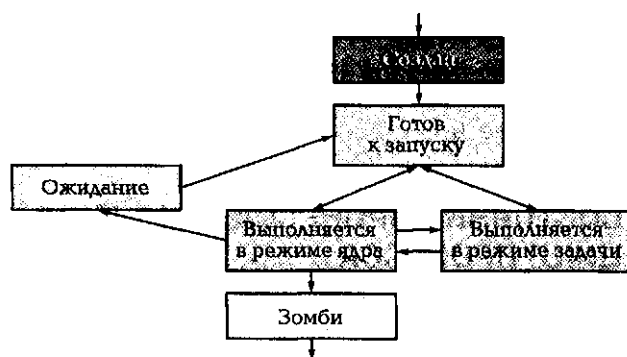 Создан
Готов
к запуску
Ожидание
Выполняется
в режиме ядра
Выполняется
в режиме задачи
Зомби